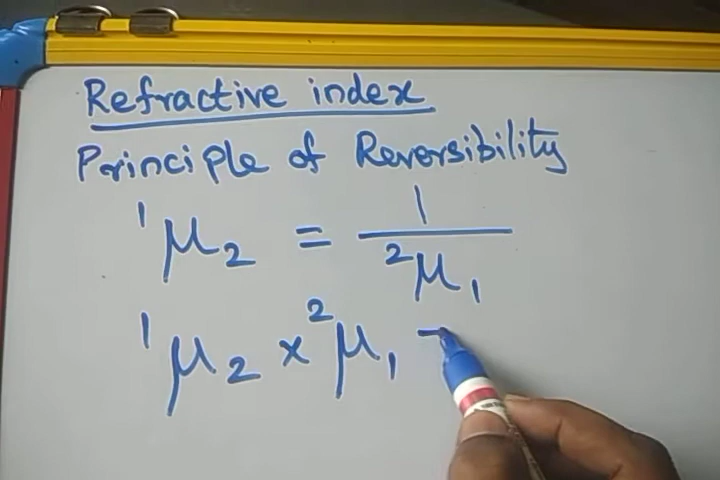 Refractive index
Principle of Reversibility
¹μ₂ = 1/²μ₁
¹μ₂ × ²μ₁